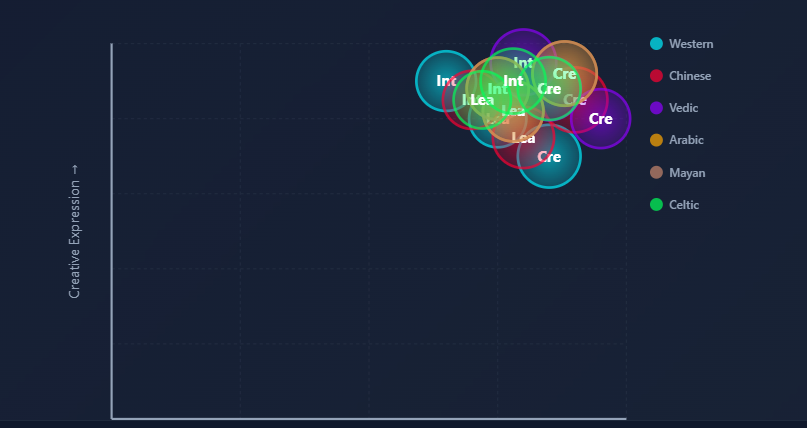 Int
Cre
Int
Int
Cre
Int
Lea
Cre
Cre
Lea
Lea
Cre
Creative Expression →
Western
Chinese
Vedic
Arabic
Mayan
Celtic